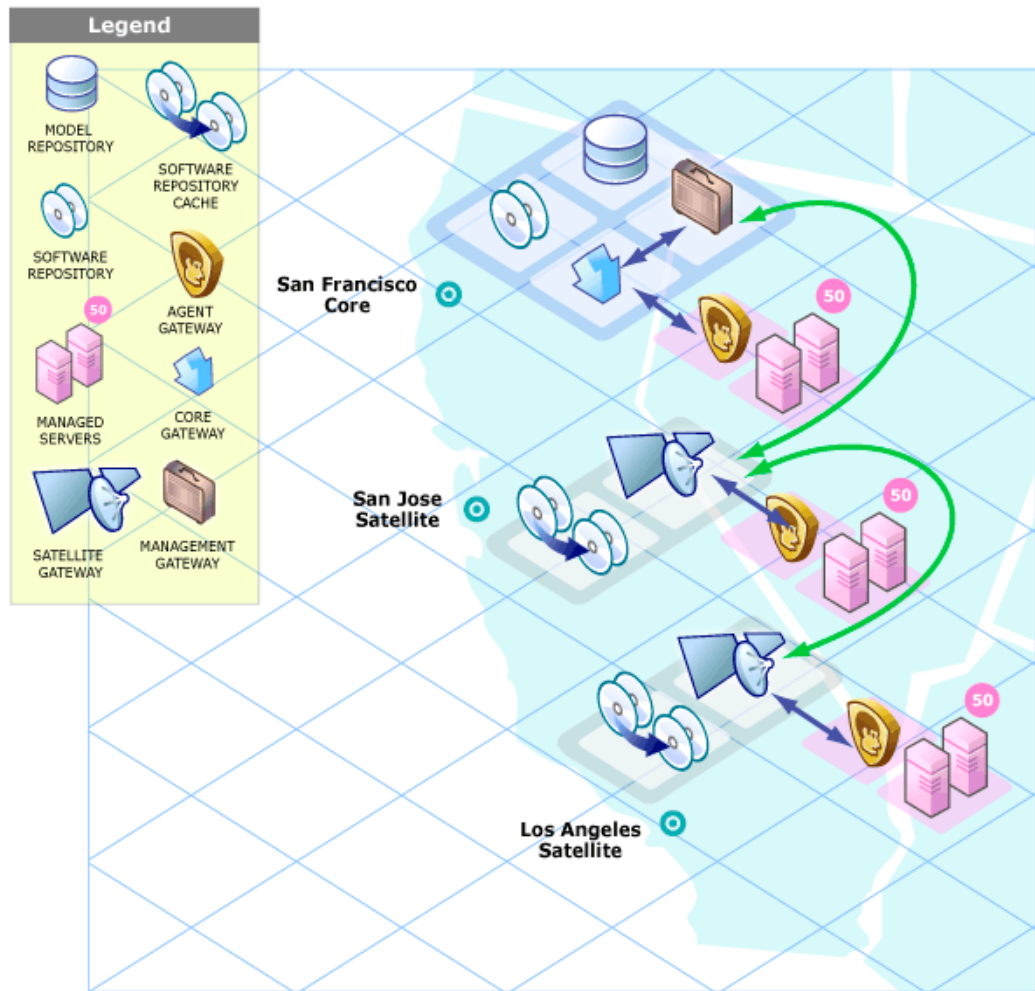 Legend
MODEL
REPOSITORY
SOFTWARE
REPOSITORY
CACHE
SOFTWARE
REPOSITORY
AGENT
GATEWAY
50
MANAGED
SERVERS
CORE
GATEWAY
SATELLITE
GATEWAY
MANAGEMENT
GATEWAY
San Francisco
Core
50
San Jose
Satellite
50
Los Angeles
Satellite
50